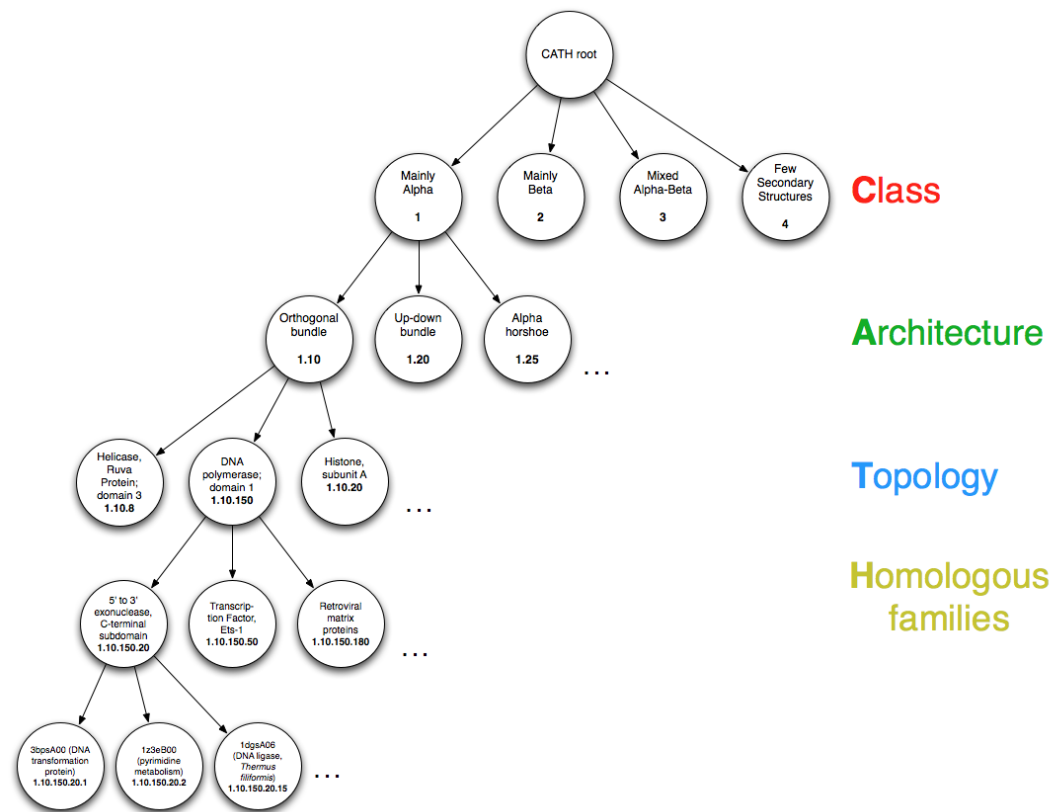 CATH root
Mainly
Alpha
1
Mainly
Beta
2
Mixed
Alpha-Beta
3
Few
Secondary
Structures
4
Class
Orthogonal
bundle
1.10
Up-down
bundle
1.20
Alpha
horshoe
1.25
...
Architecture
Helicase,
Ruva
Protein;
domain 3
1.10.8
DNA
polymerase;
domain 1
1.10.150
Histone,
subunit A
1.10.20
...
Topology
5' to 3'
exonuclease,
C-terminal
subdomain
1.10.150.20
Transcrip-
tion Factor,
Ets-1
1.10.150.50
Retroviral
matrix
proteins
1.10.150.180
...
Homologous
families
3bpsA00 (DNA
transformation
protein)
1.10.150.20.1
1z3eB00
(pyrimidine
metabolism)
1.10.150.20.2
1dgsA06
(DNA ligase,
Thermus
filiformis)
1.10.150.20.15
...